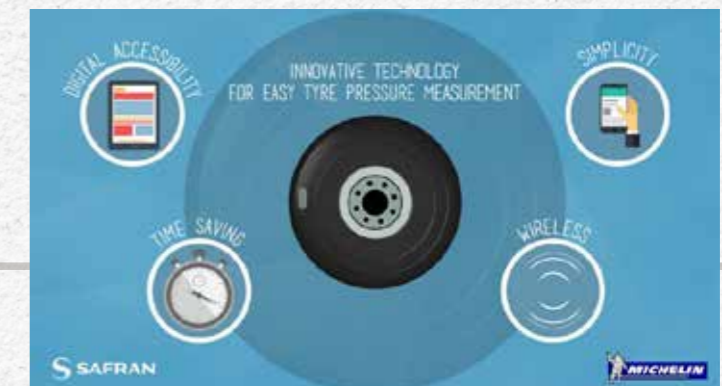 DIGITAL ACCESSIBILITY
INNOVATIVE TECHNOLOGY
FOR EASY TYRE PRESSURE MEASUREMENT
SIMPLICITY
TIME SAVING
WIRELESS
SAFRAN
MICHELIN